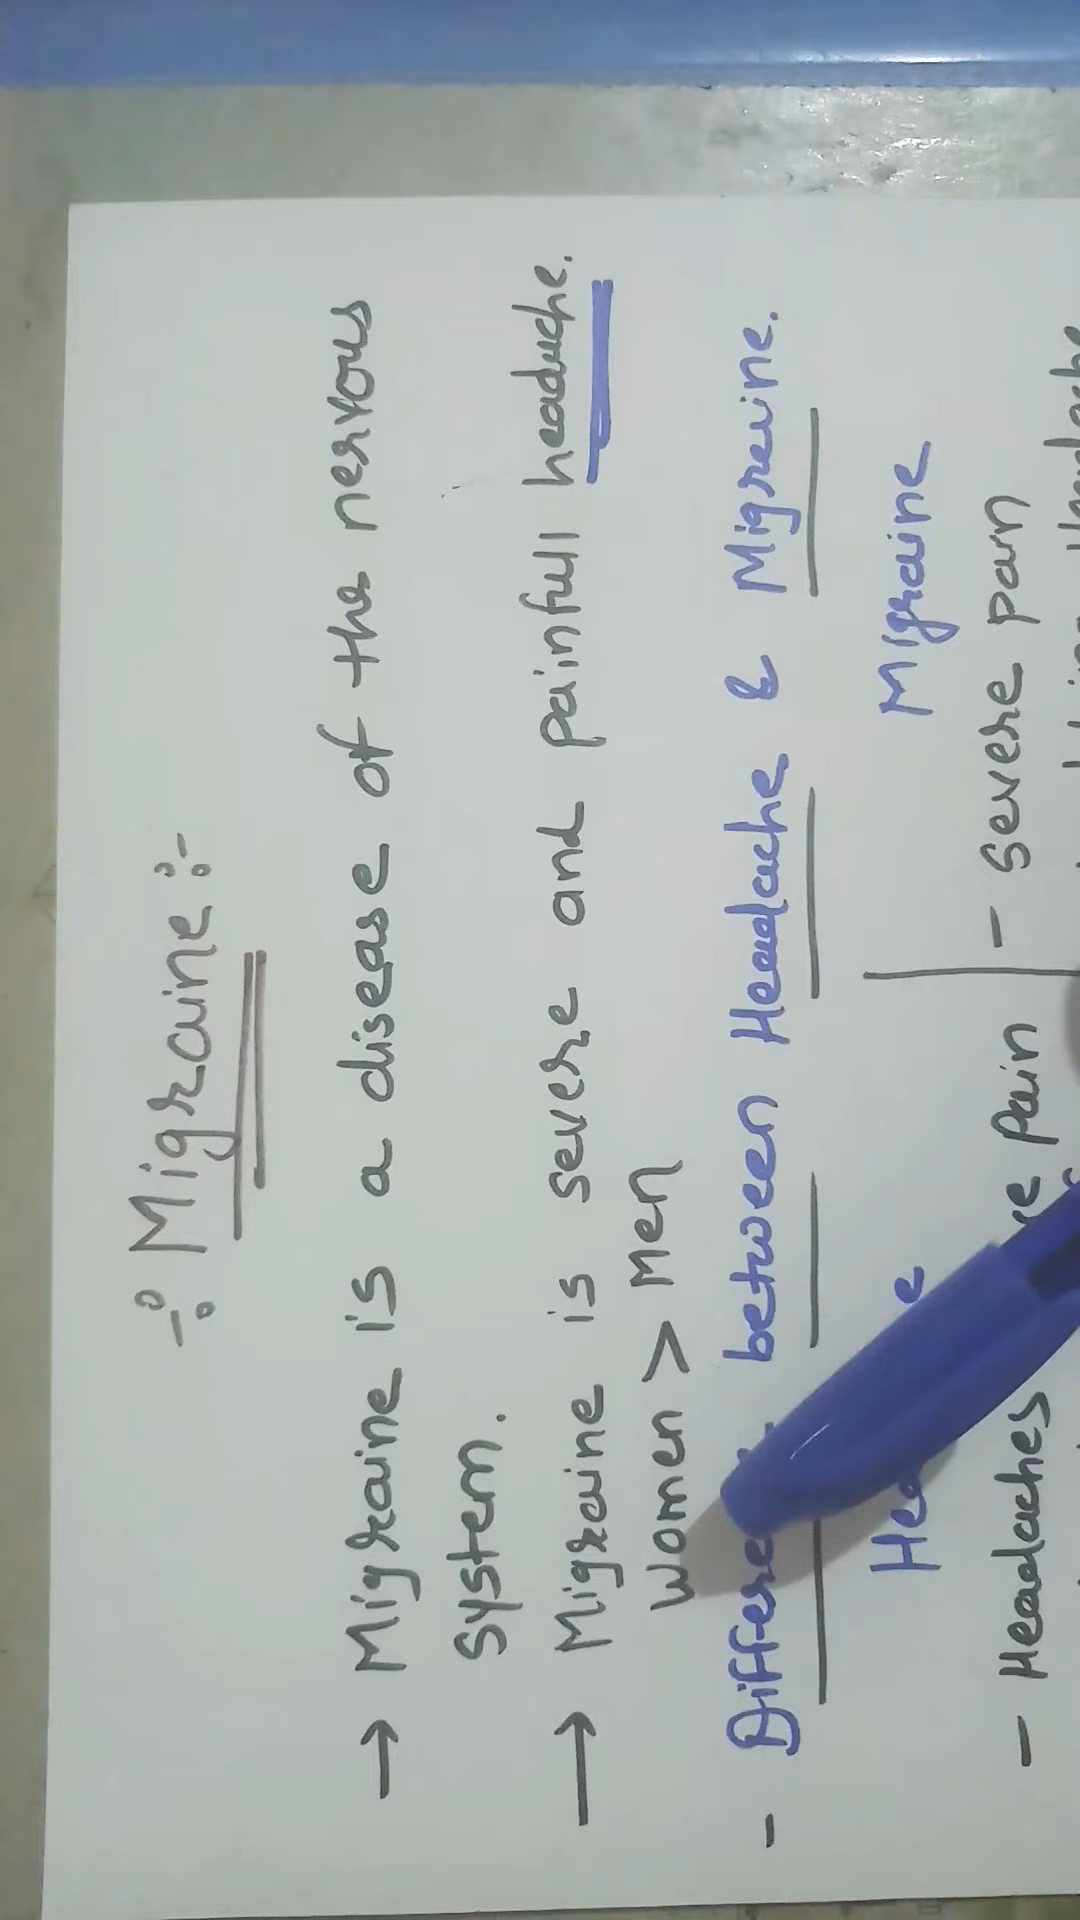 :- Migraine :-
→ Migraine is a disease of the nervous
system.
→ Migraine is severe and painfull headache.
women > Men
- between Headache & Migraine.
Migraine
- Headaches pain - severe pain